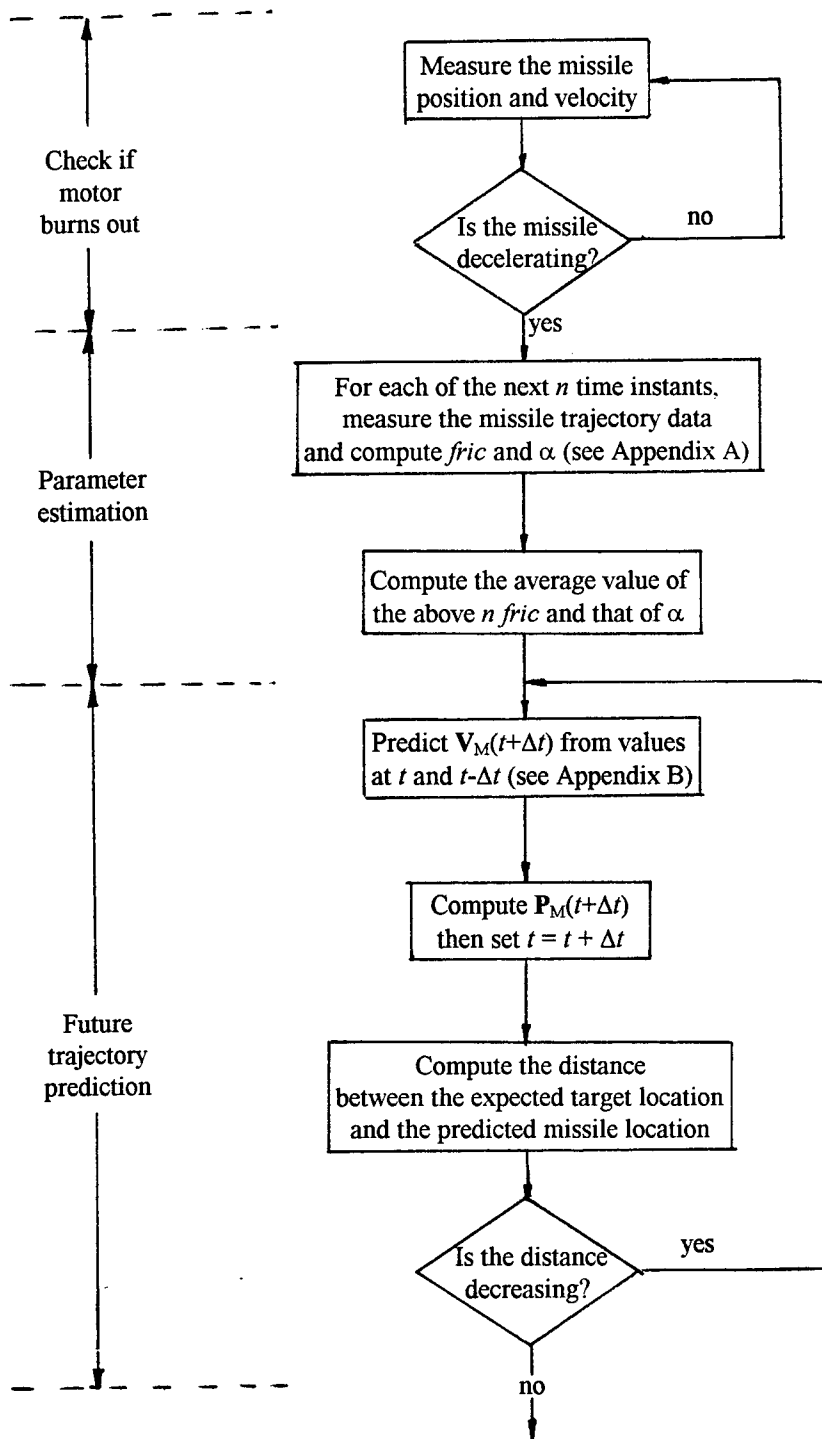 Measure the missile
position and velocity
Check if
motor
burns out
Is the missile
decelerating?
no
yes
For each of the next n time instants,
measure the missile trajectory data
and compute fric and α (see Appendix A)
Parameter
estimation
Compute the average value of
the above n fric and that of α
Predict V_M(t+Δt) from values
at t and t-Δt (see Appendix B)
Compute P_M(t+Δt)
then set t = t + Δt
Future
trajectory
prediction
Compute the distance
between the expected target location
and the predicted missile location
Is the distance
decreasing?
yes
no